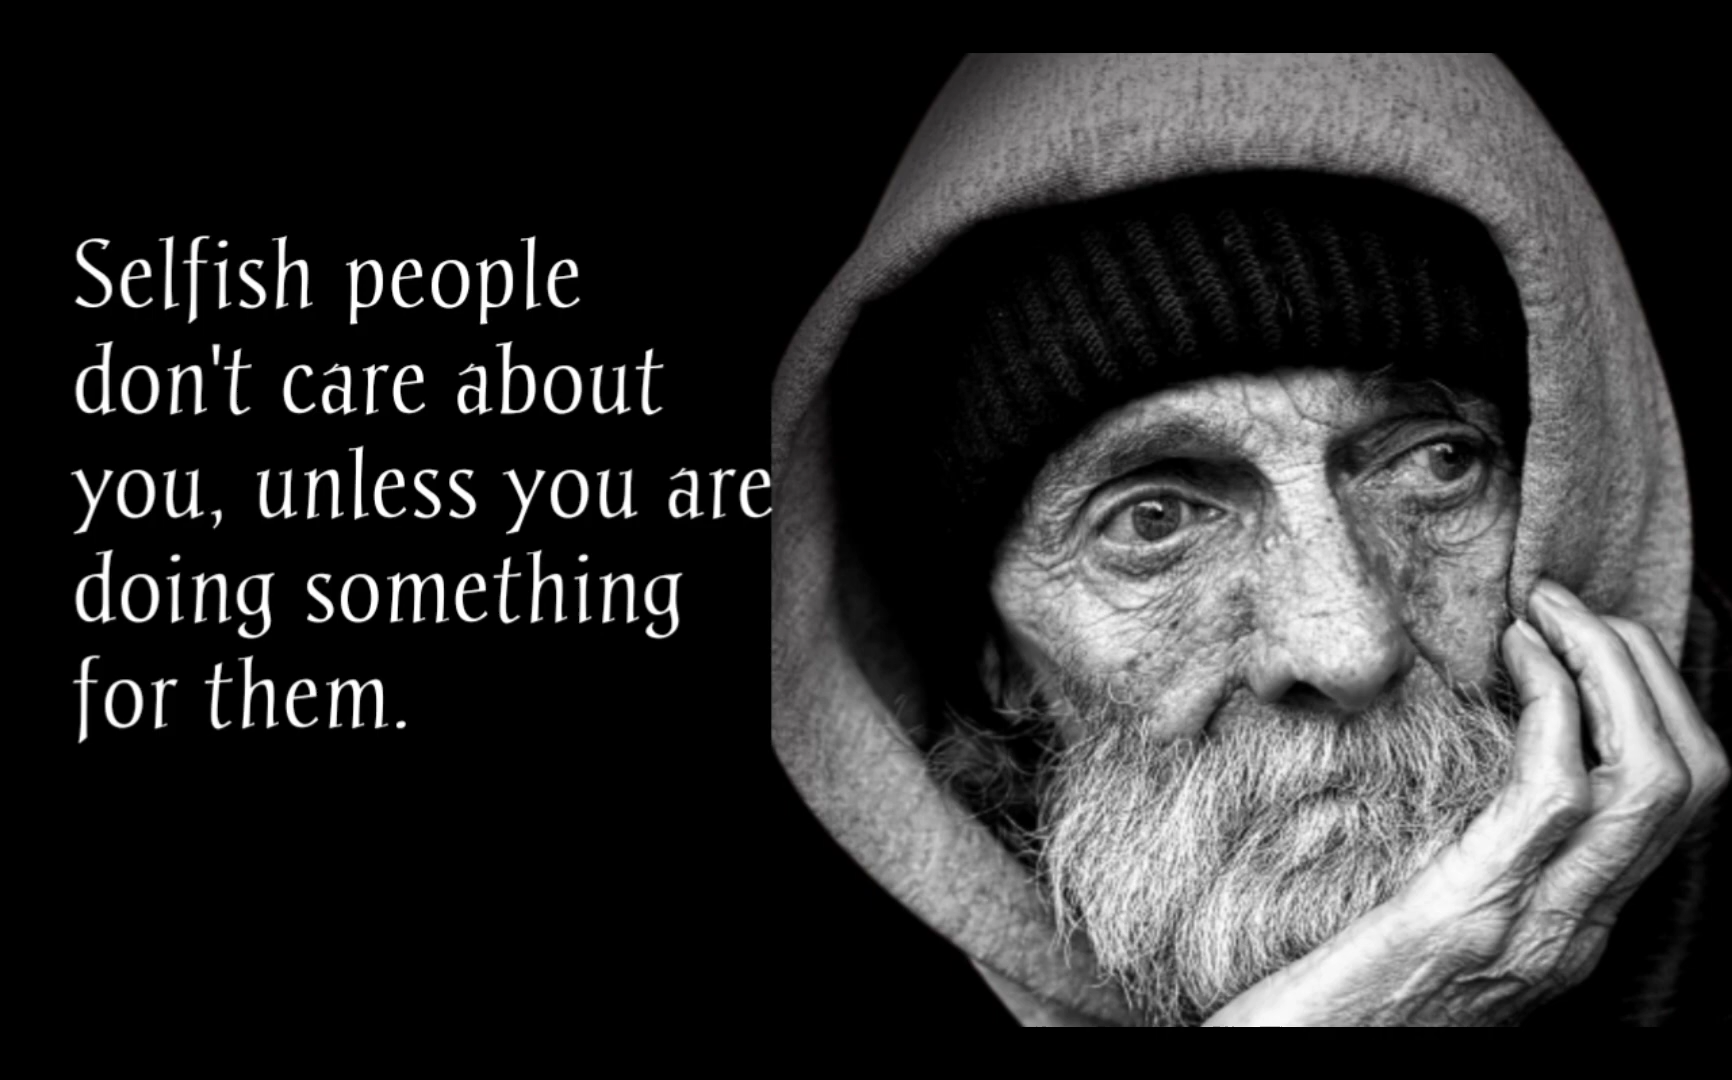 Selfish people
don't care about
you, unless you are
doing something
for them.